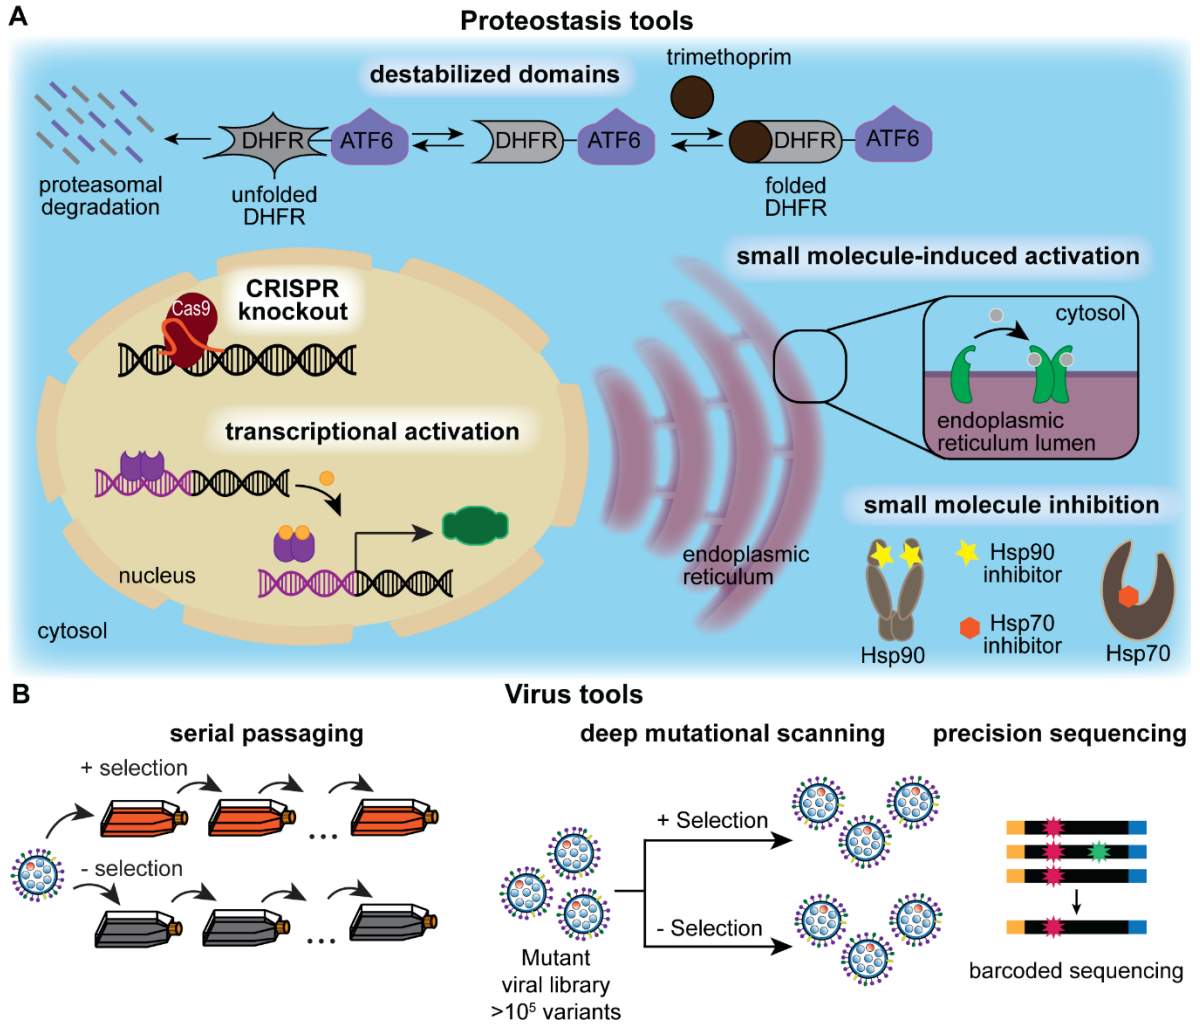 A
Proteostasis tools
destabilized domains
trimethoprim
DHFR
ATF6
DHFR
ATF6
DHFR
ATF6
proteasomal
degradation
unfolded
DHFR
folded
DHFR
small molecule-induced activation
CRISPR
knockout
Cas9
cytosol
endoplasmic
reticulum lumen
transcriptional activation
small molecule inhibition
endoplasmic
reticulum
nucleus
cytosol
Hsp90
inhibitor
Hsp70
inhibitor
Hsp90
Hsp70
B
Virus tools
serial passaging
+ selection
...
- selection
...
deep mutational scanning
+ Selection
- Selection
Mutant
viral library
>10⁵ variants
precision sequencing
barcoded sequencing